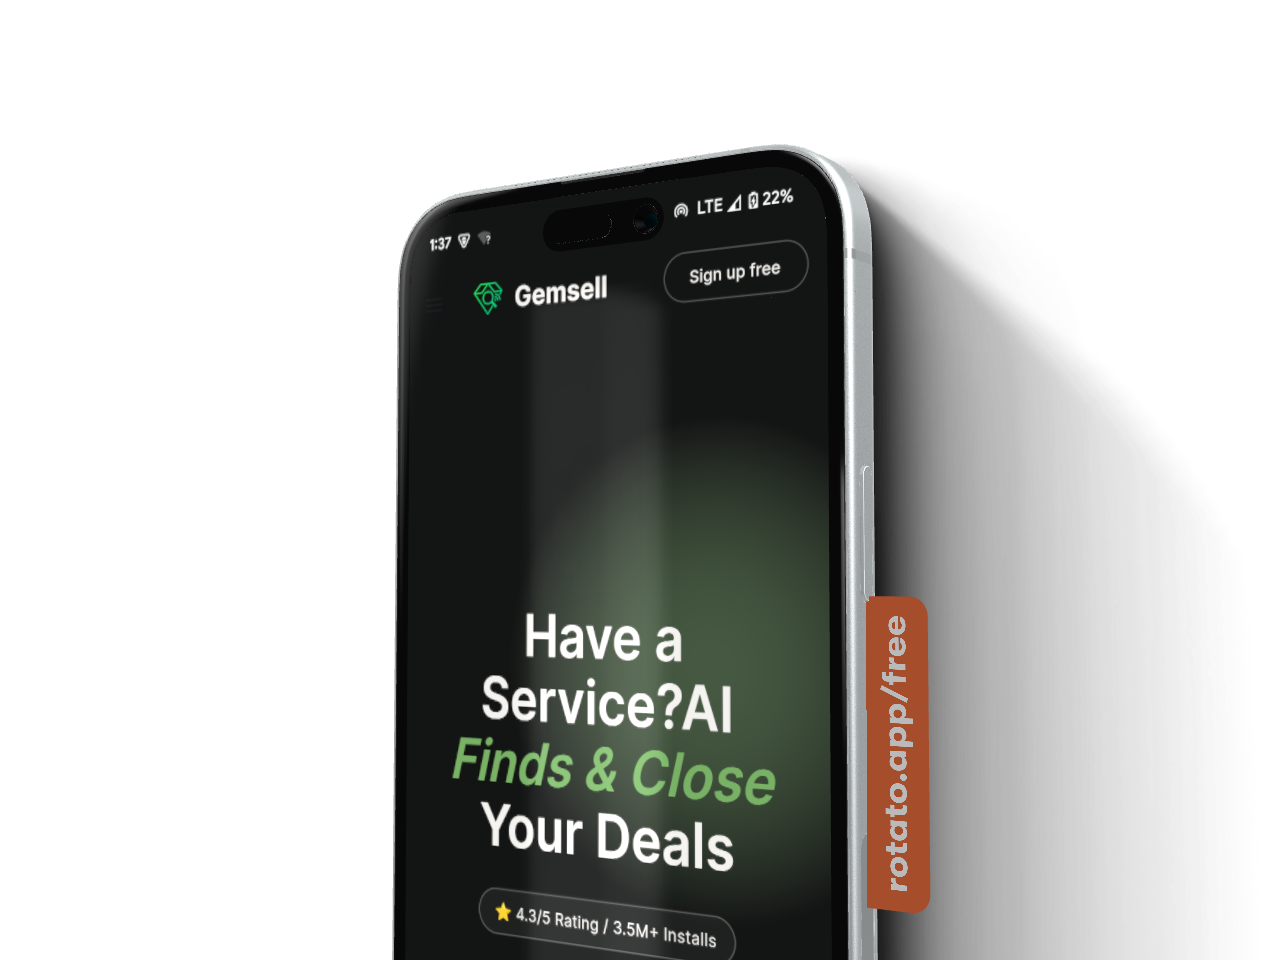 1:37
LTE 22%
Gemsell
Sign up free
Have a
Service?AI
Finds & Close
Your Deals
⭐ 4.3/5 Rating / 3.5M+ Installs
rotato.app/free